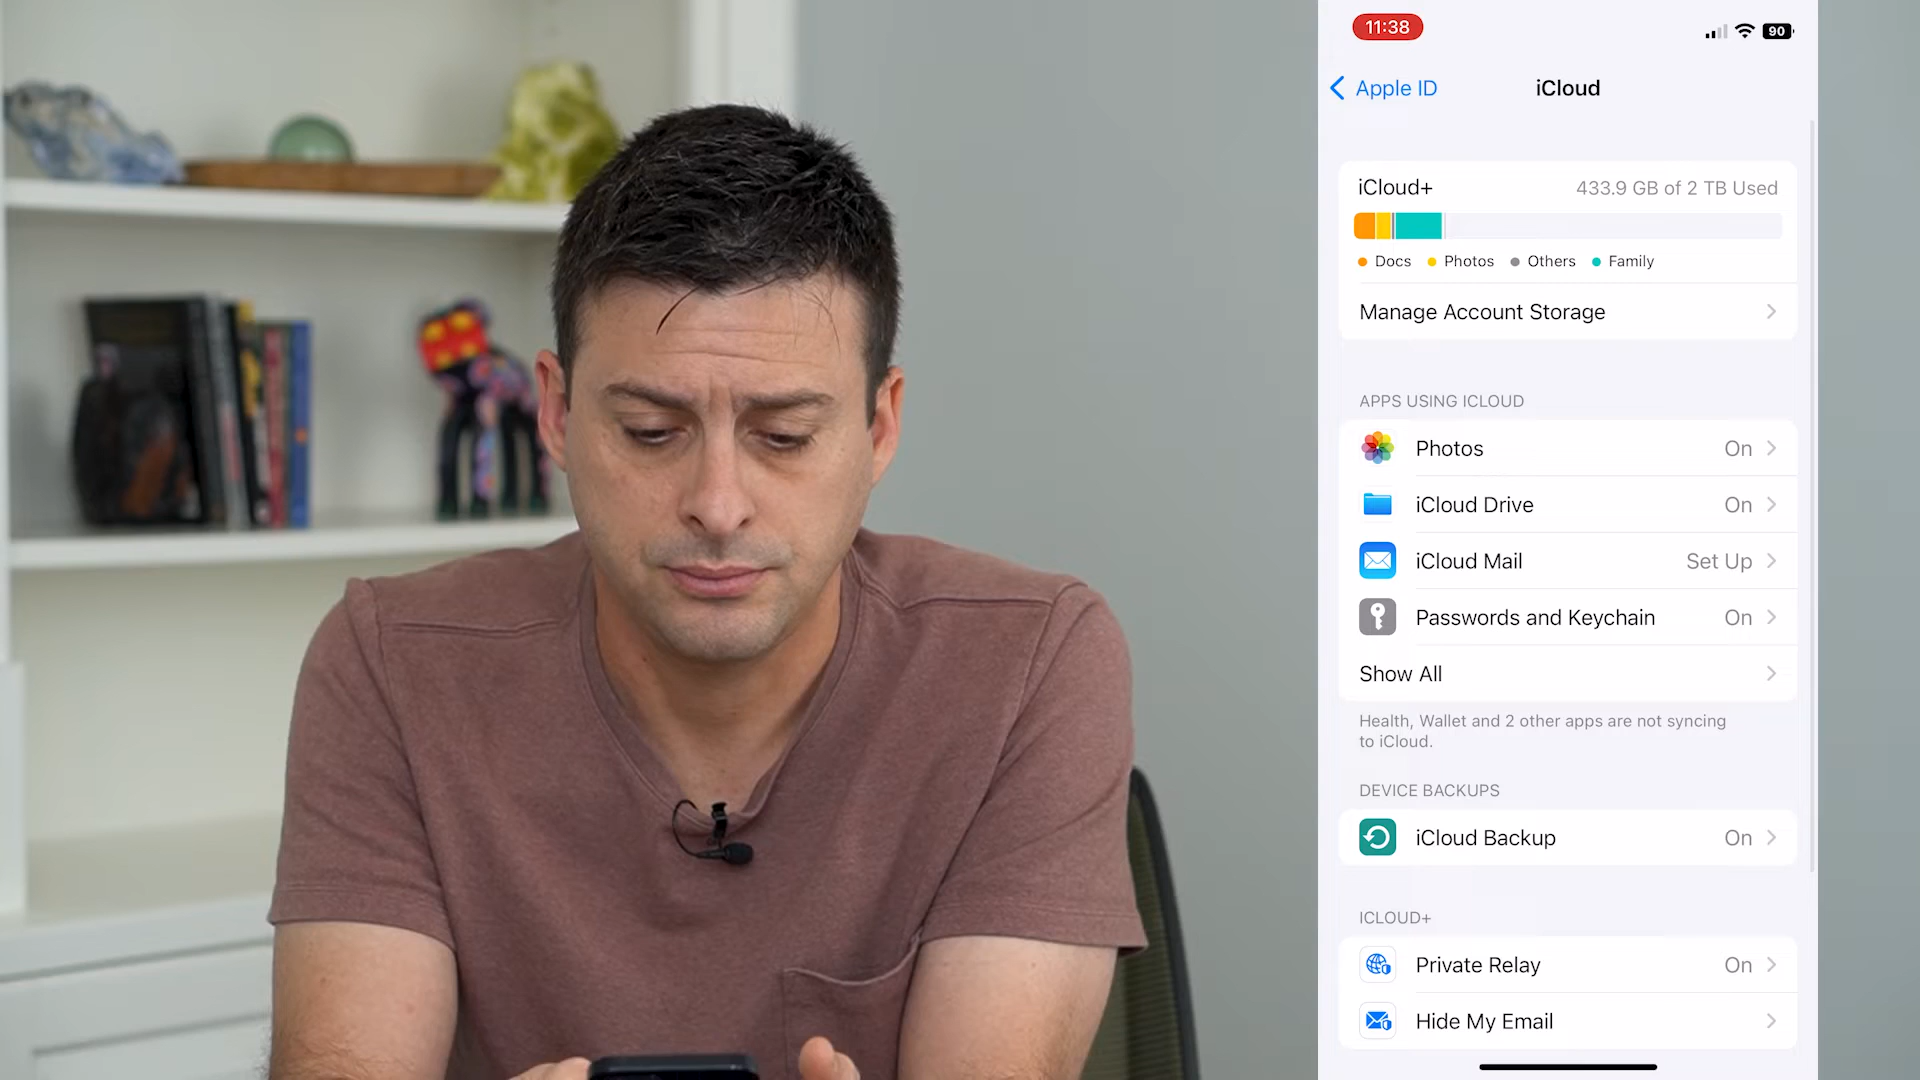 11:38
90
Apple ID
iCloud
iCloud+ 433.9 GB of 2 TB Used
Docs Photos Others Family
Manage Account Storage
APPS USING ICLOUD
Photos On
iCloud Drive On
iCloud Mail Set Up
Passwords and Keychain On
Show All
Health, Wallet and 2 other apps are not syncing
to iCloud.
DEVICE BACKUPS
iCloud Backup On
ICLOUD+
Private Relay On
Hide My Email